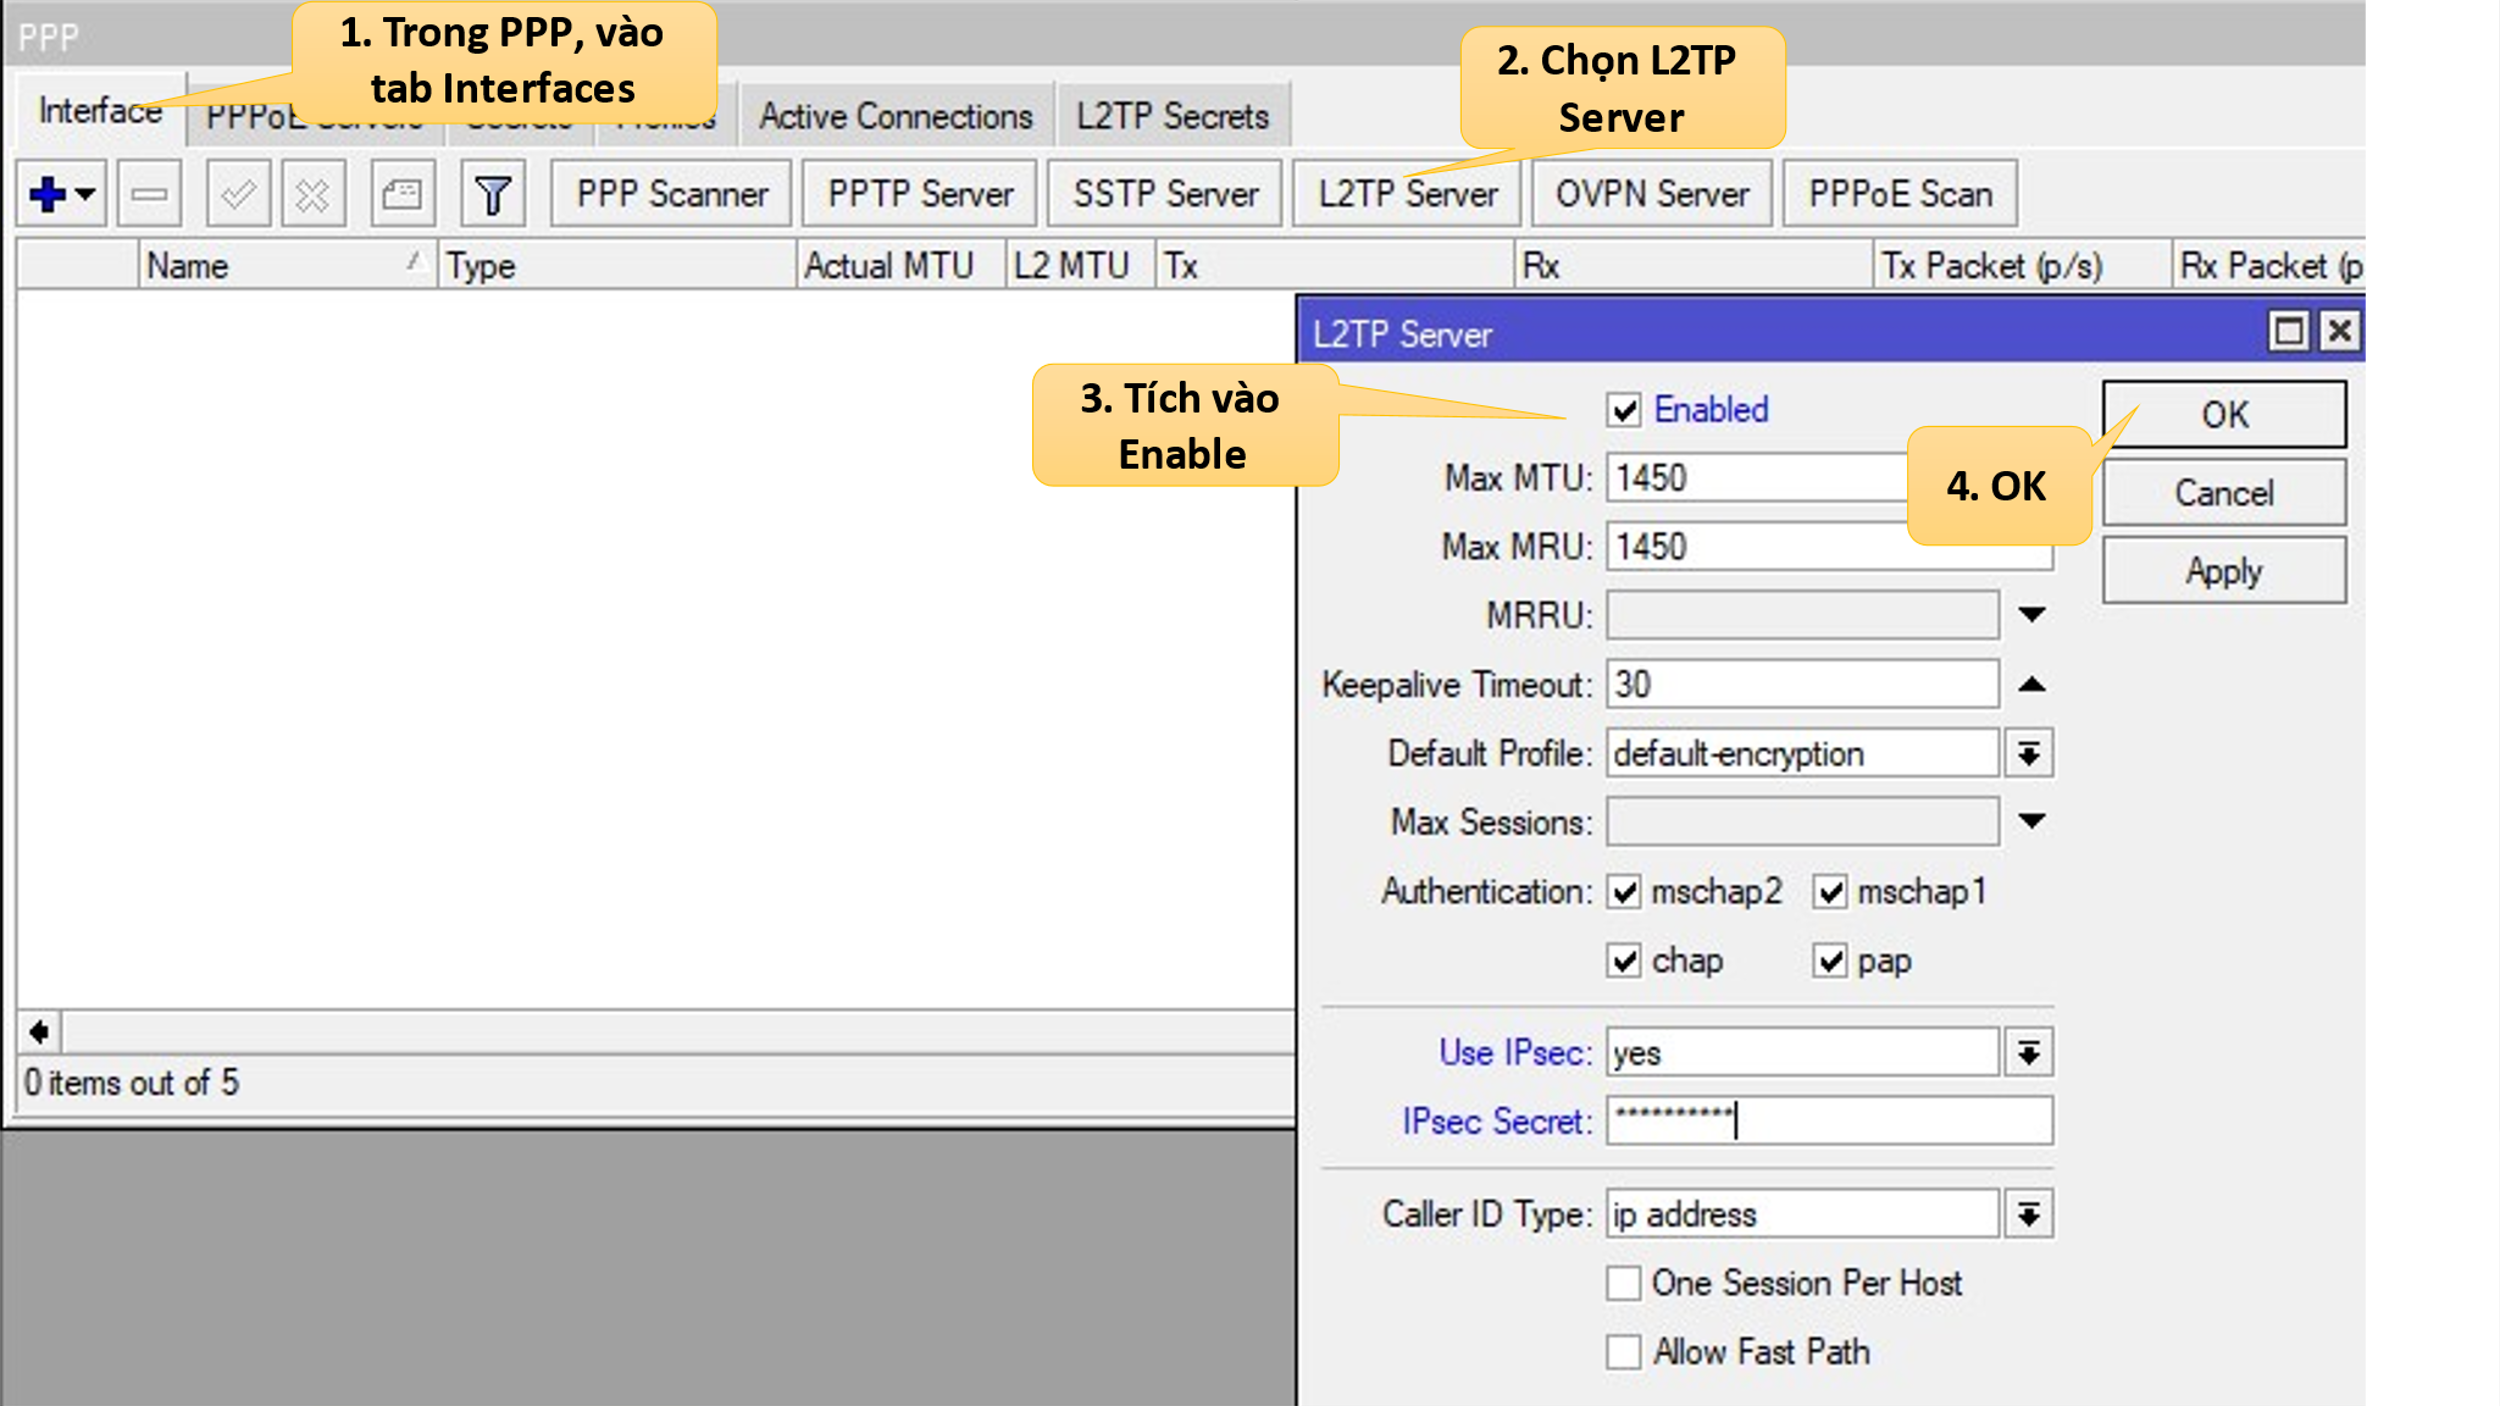 PPP
1. Trong PPP, vào
tab Interfaces
2. Chọn L2TP
Server
Interface
PPPoE Servers
Secrets
Profiles
Active Connections
L2TP Secrets
PPP Scanner
PPTP Server
SSTP Server
L2TP Server
OVPN Server
PPPoE Scan
Name
Type
Actual MTU
L2 MTU
Tx
Rx
Tx Packet (p/s)
Rx Packet (p
L2TP Server
3. Tích vào
Enable
Enabled
OK
4. OK
Max MTU: 1450
Cancel
Max MRU: 1450
Apply
MRRU:
Keepalive Timeout: 30
Default Profile: default-encryption
Max Sessions:
Authentication: mschap2 mschap1
chap pap
Use IPsec: yes
IPsec Secret: **********
Caller ID Type: ip address
One Session Per Host
Allow Fast Path
0 items out of 5